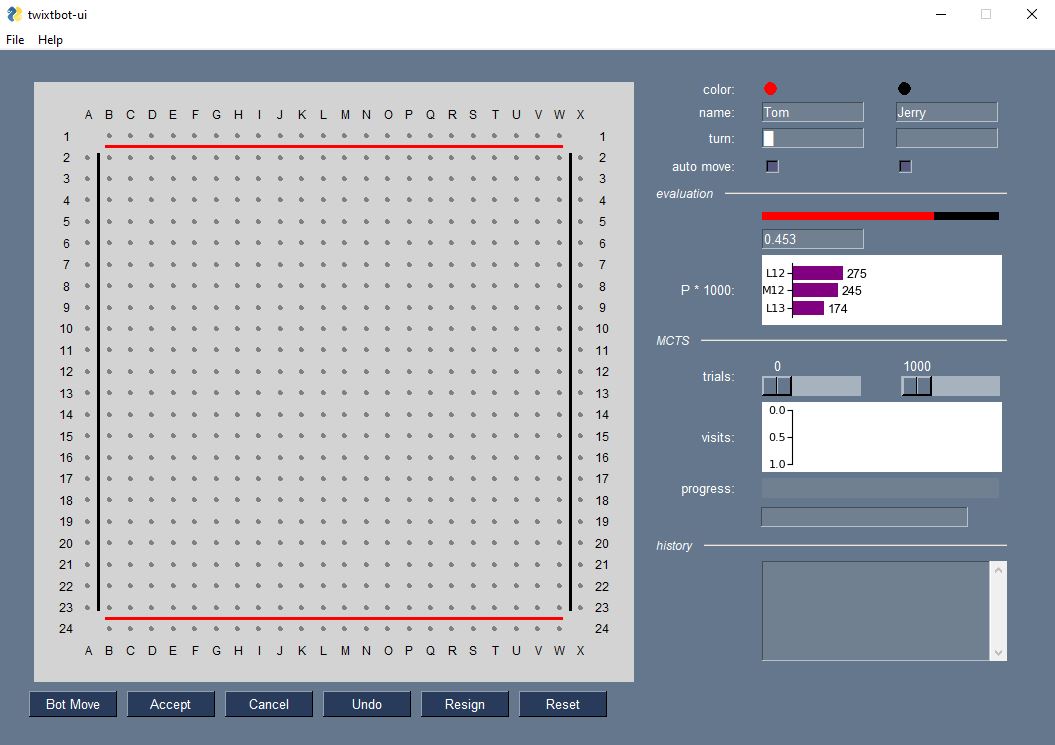 twixtbot-ui
File Help
A B C D E F G H I J K L M N O P Q R S T U V W X
1 1
2 2
3 3
4 4
5 5
6 6
7 7
8 8
9 9
10 10
11 11
12 12
13 13
14 14
15 15
16 16
17 17
18 18
19 19
20 20
21 21
22 22
23 23
24 24
A B C D E F G H I J K L M N O P Q R S T U V W X
Bot Move Accept Cancel Undo Resign Reset
color:
name: Tom Jerry
turn:
auto move:
evaluation
0.453
P * 1000:
L12 275
M12 245
L13 174
MCTS
trials: 0 1000
visits:
0.0
0.5
1.0
progress:
history